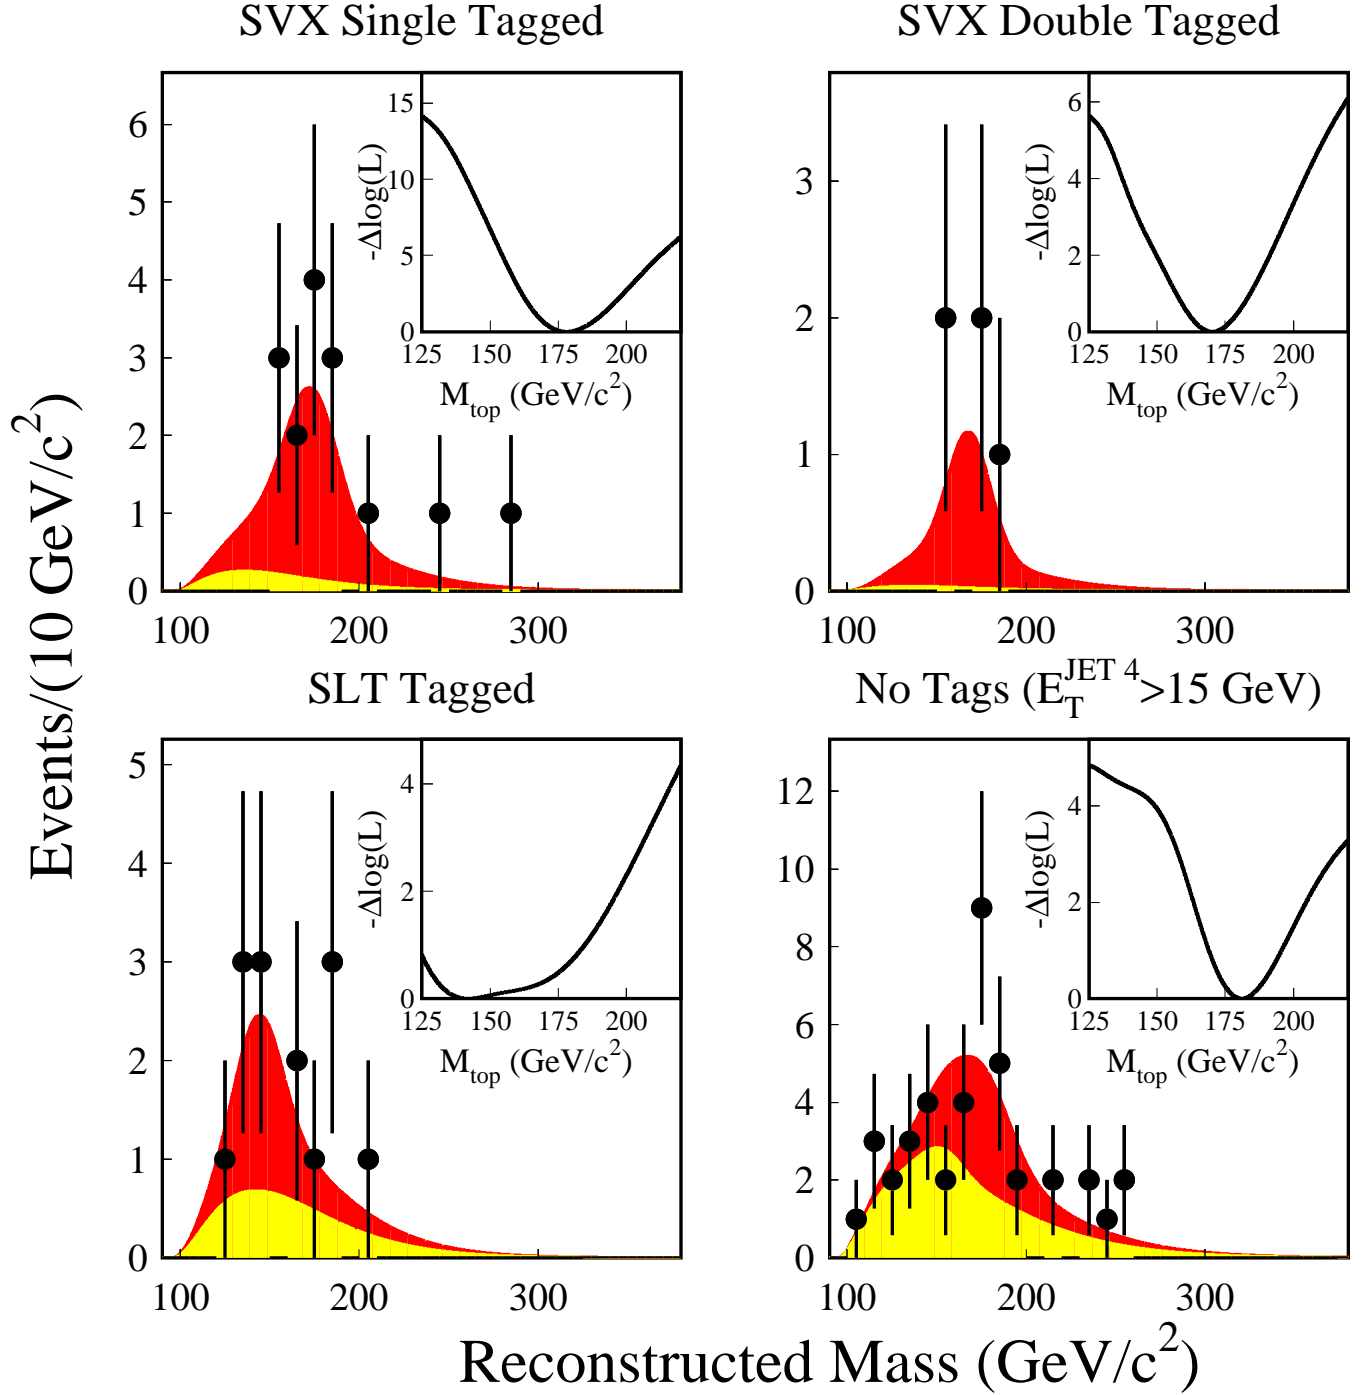 SVX Single Tagged
6
5
4
3
2
1
0
100 200 300
15
10
5
0
125 150 175 200
-Δlog(L)
M_top (GeV/c^2)
SVX Double Tagged
3
2
1
0
100 200 300
6
4
2
0
125 150 175 200
-Δlog(L)
M_top (GeV/c^2)
Events/(10 GeV/c^2)
SLT Tagged
5
4
3
2
1
0
100 200 300
4
2
0
125 150 175 200
-Δlog(L)
M_top (GeV/c^2)
No Tags (E_T^JET 4>15 GeV)
12
10
8
6
4
2
0
100 200 300
4
2
0
125 150 175 200
-Δlog(L)
M_top (GeV/c^2)
Reconstructed Mass (GeV/c^2)